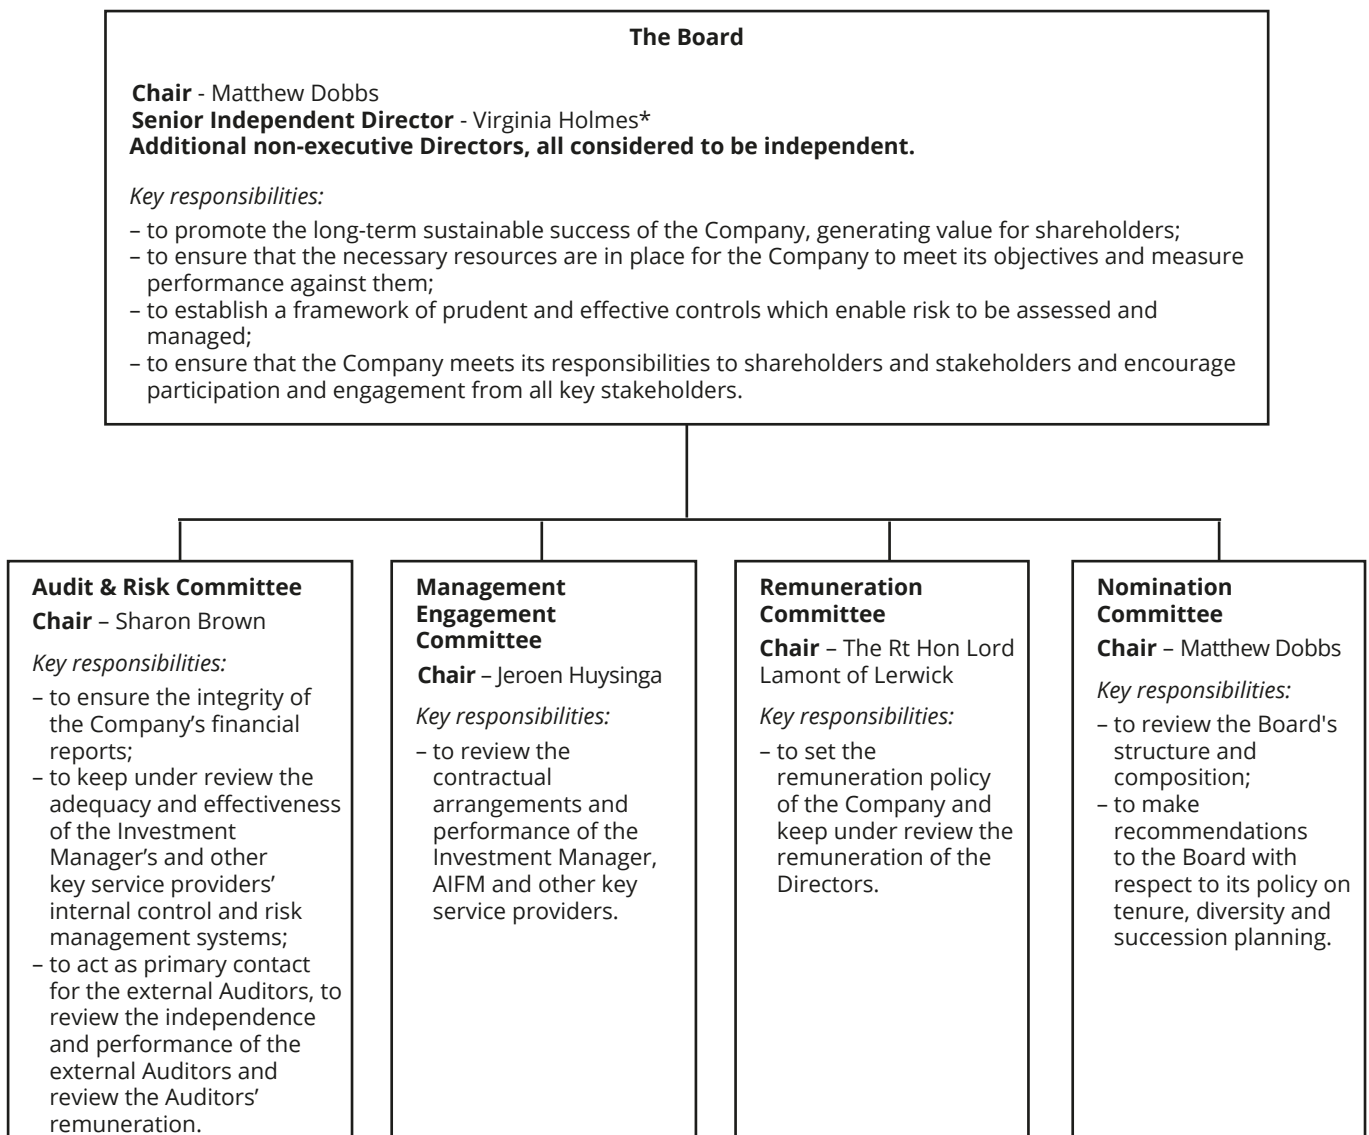 The Board
Chair - Matthew Dobbs
Senior Independent Director - Virginia Holmes*
Additional non-executive Directors, all considered to be independent.
Key responsibilities:
– to promote the long-term sustainable success of the Company, generating value for shareholders;
– to ensure that the necessary resources are in place for the Company to meet its objectives and measure
performance against them;
– to establish a framework of prudent and effective controls which enable risk to be assessed and
managed;
– to ensure that the Company meets its responsibilities to shareholders and stakeholders and encourage
participation and engagement from all key stakeholders.
Audit & Risk Committee
Chair – Sharon Brown
Key responsibilities:
– to ensure the integrity of
the Company’s financial
reports;
– to keep under review the
adequacy and effectiveness
of the Investment
Manager’s and other
key service providers’
internal control and risk
management systems;
– to act as primary contact
for the external Auditors, to
review the independence
and performance of the
external Auditors and
review the Auditors’
remuneration.
Management
Engagement
Committee
Chair – Jeroen Huysinga
Key responsibilities:
– to review the
contractual
arrangements and
performance of the
Investment Manager,
AIFM and other key
service providers.
Remuneration
Committee
Chair – The Rt Hon Lord
Lamont of Lerwick
Key responsibilities:
– to set the
remuneration policy
of the Company and
keep under review the
remuneration of the
Directors.
Nomination
Committee
Chair – Matthew Dobbs
Key responsibilities:
– to review the Board's
structure and
composition;
– to make
recommendations
to the Board with
respect to its policy on
tenure, diversity and
succession planning.